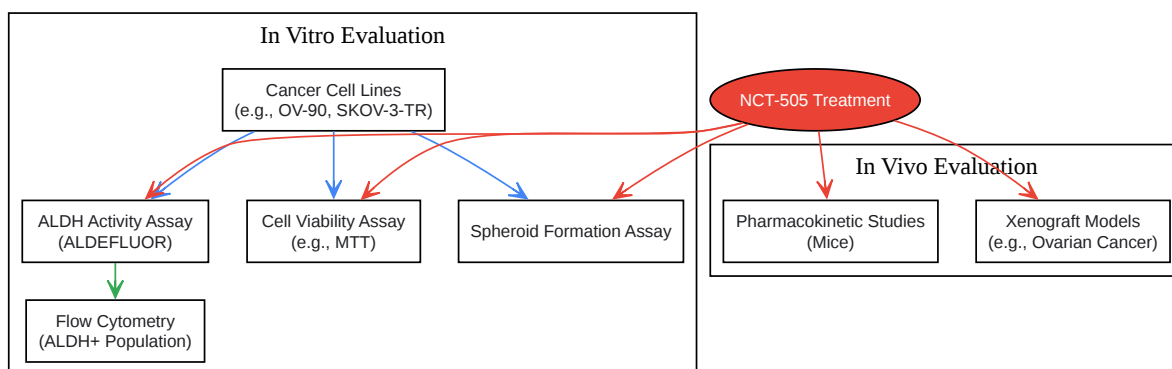 In Vitro Evaluation
Cancer Cell Lines
(e.g., OV-90, SKOV-3-TR)
NCT-505 Treatment
In Vivo Evaluation
ALDH Activity Assay
(ALDEFLUOR)
Cell Viability Assay
(e.g., MTT)
Spheroid Formation Assay
Pharmacokinetic Studies
(Mice)
Xenograft Models
(e.g., Ovarian Cancer)
Flow Cytometry
(ALDH+ Population)